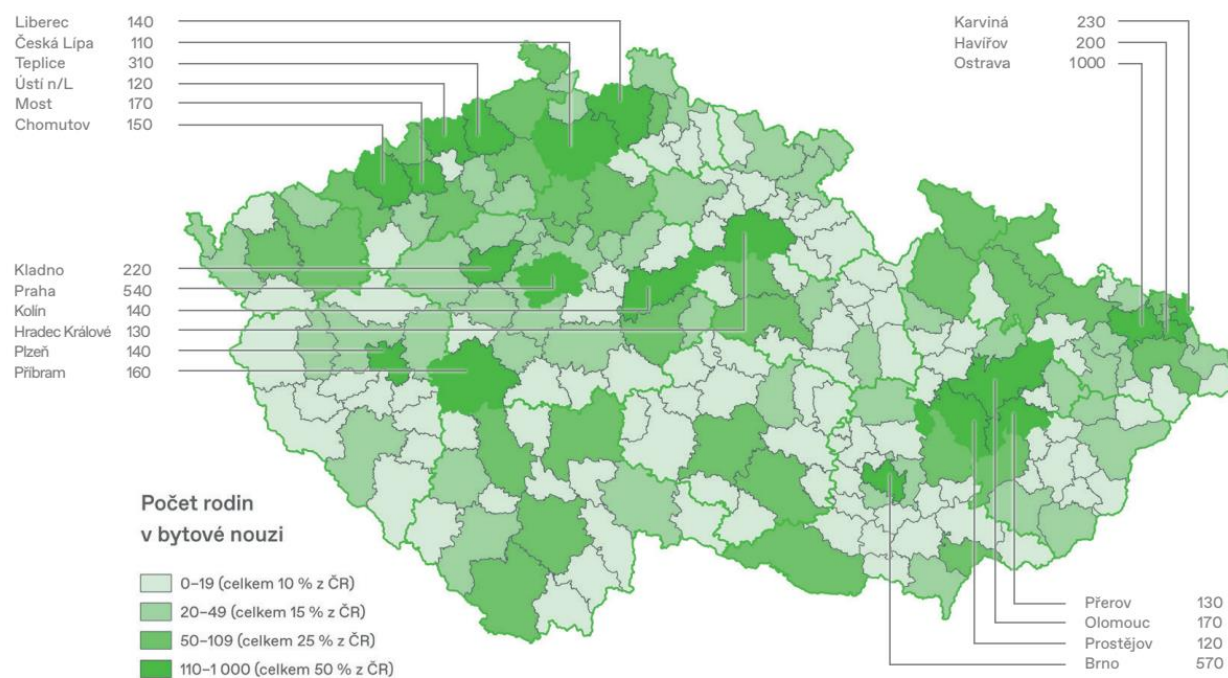 Liberec 140
Česká Lípa 110
Teplice 310
Ústí n/L 120
Most 170
Chomutov 150
Karviná 230
Havířov 200
Ostrava 1000
Kladno 220
Praha 540
Kolín 140
Hradec Králové 130
Plzeň 140
Příbram 160
Počet rodin
v bytové nouzi
0–19 (celkem 10 % z ČR)
20–49 (celkem 15 % z ČR)
50–109 (celkem 25 % z ČR)
110–1 000 (celkem 50 % z ČR)
Přerov 130
Olomouc 170
Prostějov 120
Brno 570